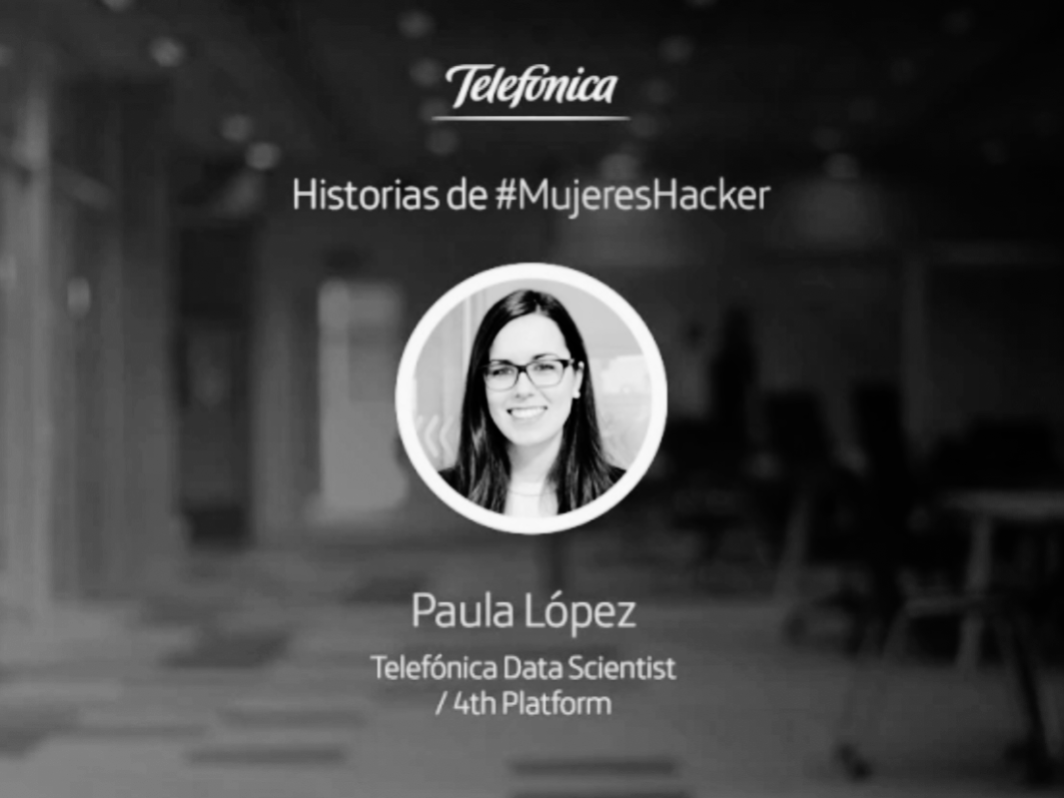 Telefónica
Historias de #MujeresHacker
Paula López
Telefónica Data Scientist
/ 4th Platform